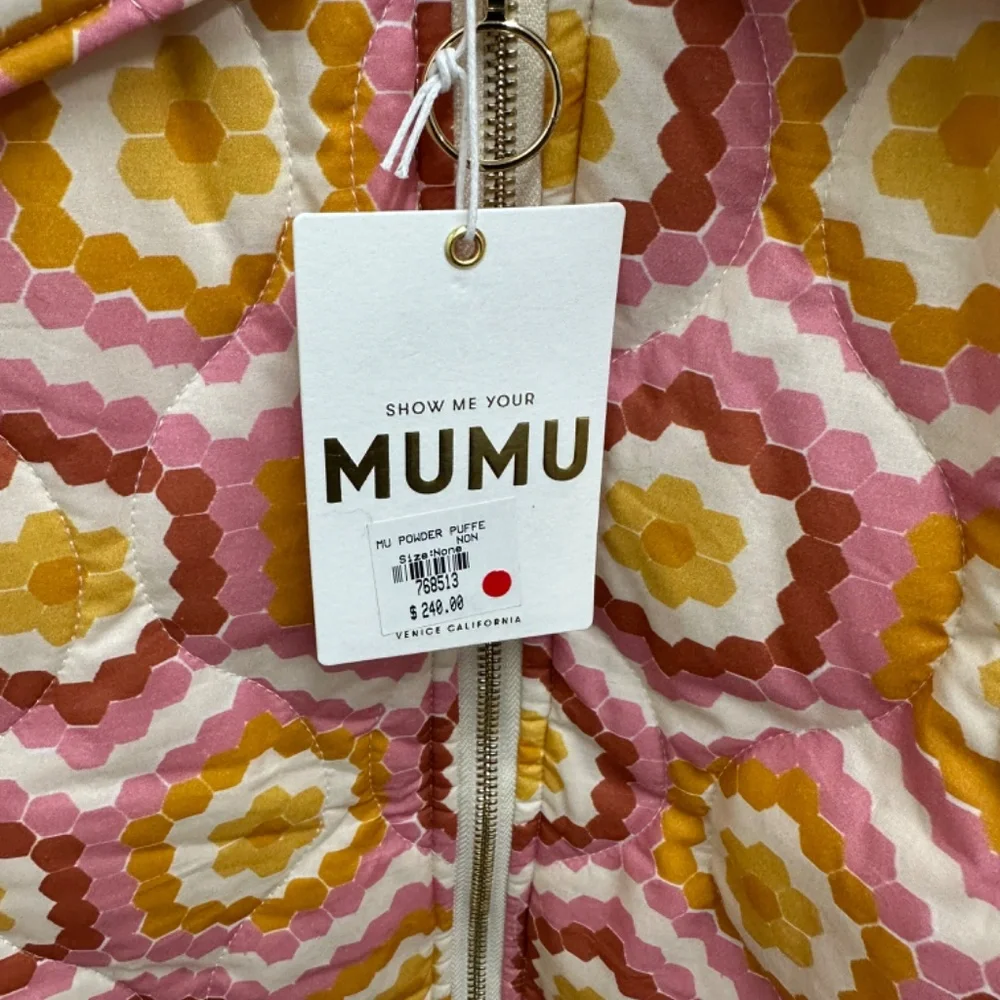 SHOW ME YOUR
MUMU
MU POWDER PUFFE
NON
Size:None
768513
$ 240.00
VENICE CALIFORNIA